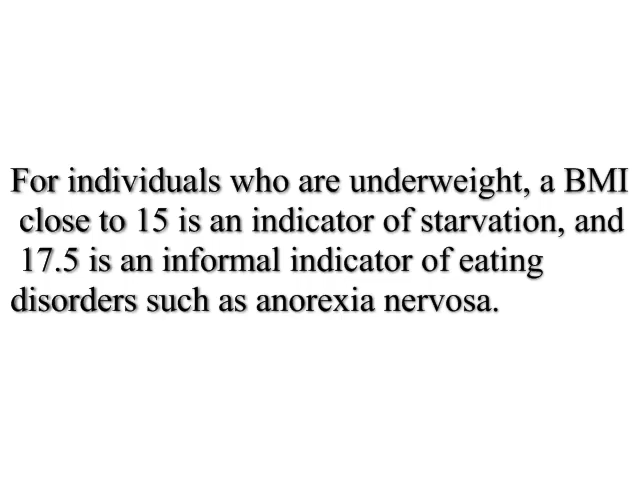 For individuals who are underweight, a BMI
close to 15 is an indicator of starvation, and
17.5 is an informal indicator of eating
disorders such as anorexia nervosa.